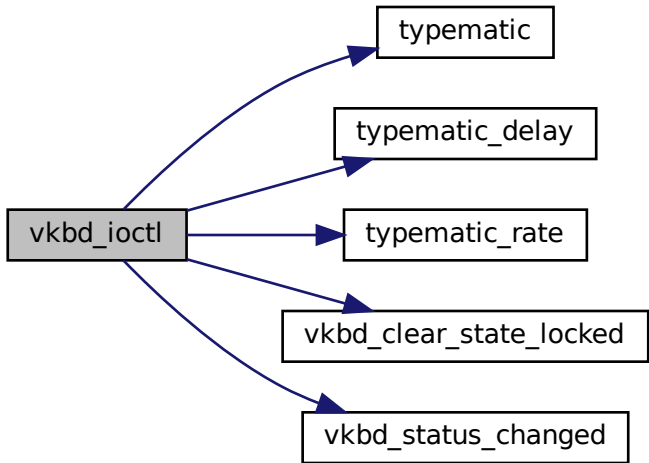 typematic
typematic_delay
vkbd_ioctl
typematic_rate
vkbd_clear_state_locked
vkbd_status_changed